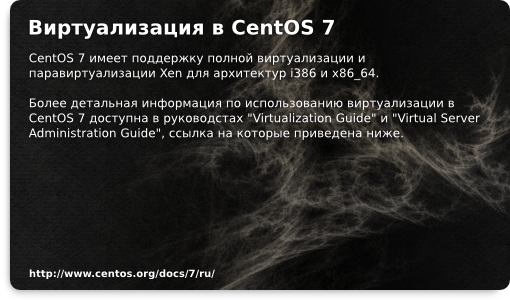 Виртуализация в CentOS 7
CentOS 7 имеет поддержку полной виртуализации и
паравиртуализации Xen для архитектур i386 и x86_64.
Более детальная информация по использованию виртуализации в
CentOS 7 доступна в руководстах "Virtualization Guide" и "Virtual Server
Administration Guide", ссылка на которые приведена ниже.
http://www.centos.org/docs/7/ru/